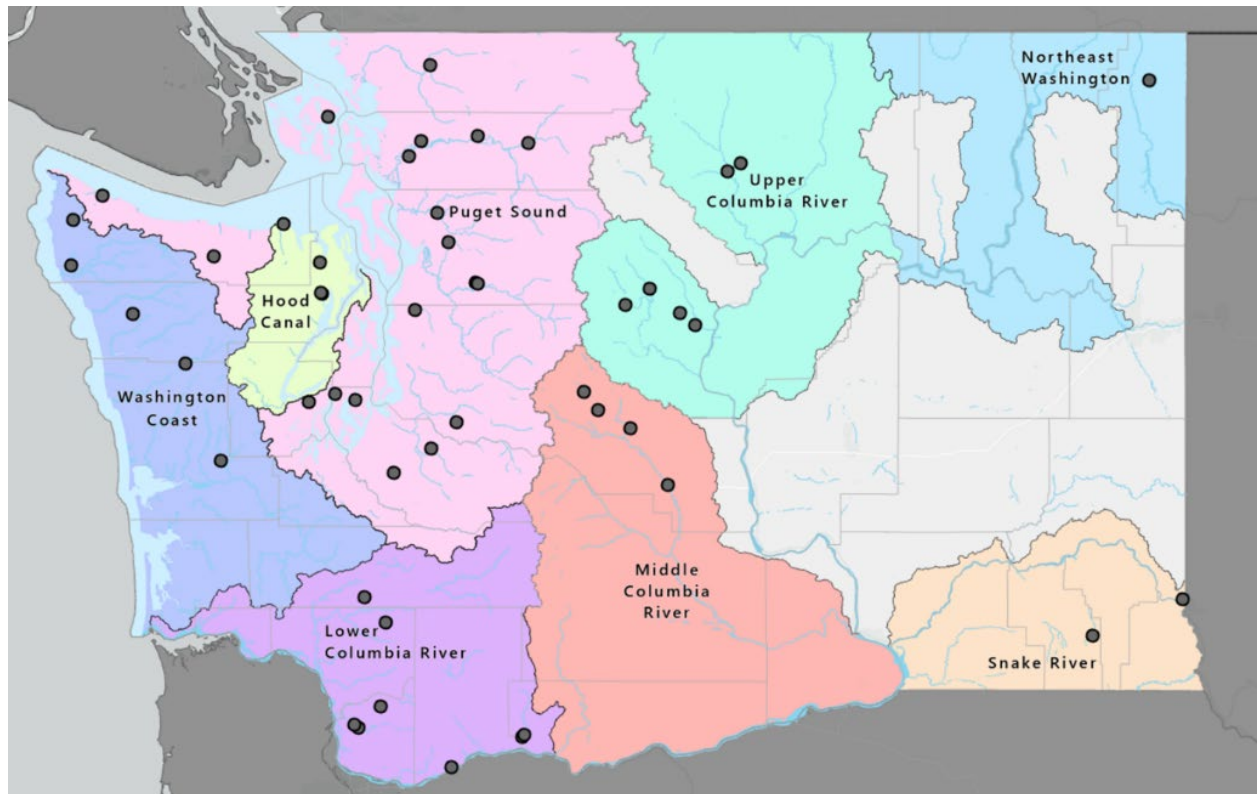 Northeast
Washington
Upper
Columbia River
Puget Sound
Hood
Canal
Washington
Coast
Middle
Columbia
River
Lower
Columbia River
Snake River